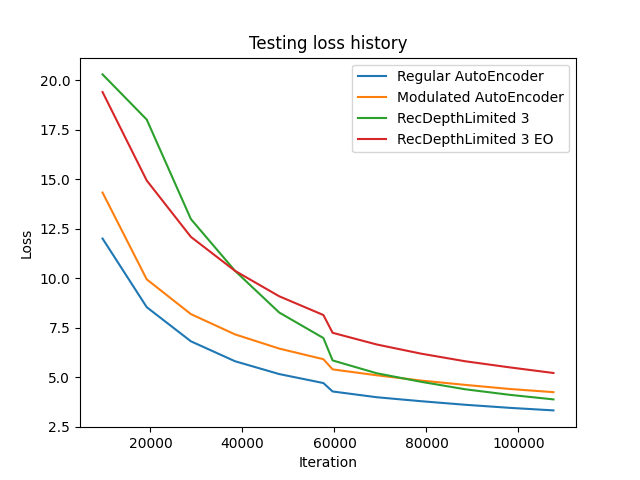 Testing loss history
Regular AutoEncoder
Modulated AutoEncoder
RecDepthLimited 3
RecDepthLimited 3 EO
Loss
20.0
17.5
15.0
12.5
10.0
7.5
5.0
2.5
20000 40000 60000 80000 100000
Iteration